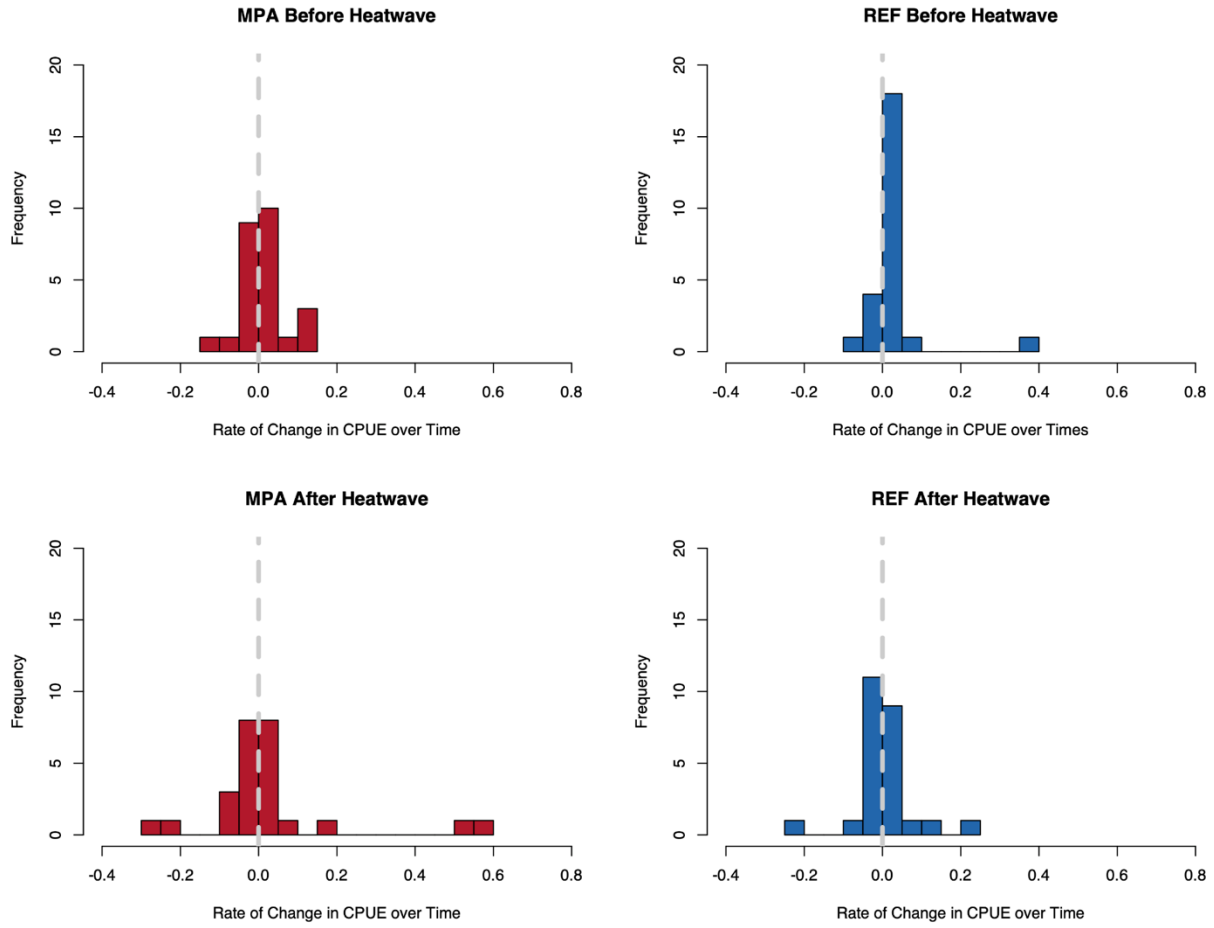 MPA Before Heatwave
Frequency
20
15
10
5
0
-0.4 -0.2 0.0 0.2 0.4 0.6 0.8
Rate of Change in CPUE over Time
REF Before Heatwave
Frequency
20
15
10
5
0
-0.4 -0.2 0.0 0.2 0.4 0.6 0.8
Rate of Change in CPUE over Times
MPA After Heatwave
Frequency
20
15
10
5
0
-0.4 -0.2 0.0 0.2 0.4 0.6 0.8
Rate of Change in CPUE over Time
REF After Heatwave
Frequency
20
15
10
5
0
-0.4 -0.2 0.0 0.2 0.4 0.6 0.8
Rate of Change in CPUE over Time